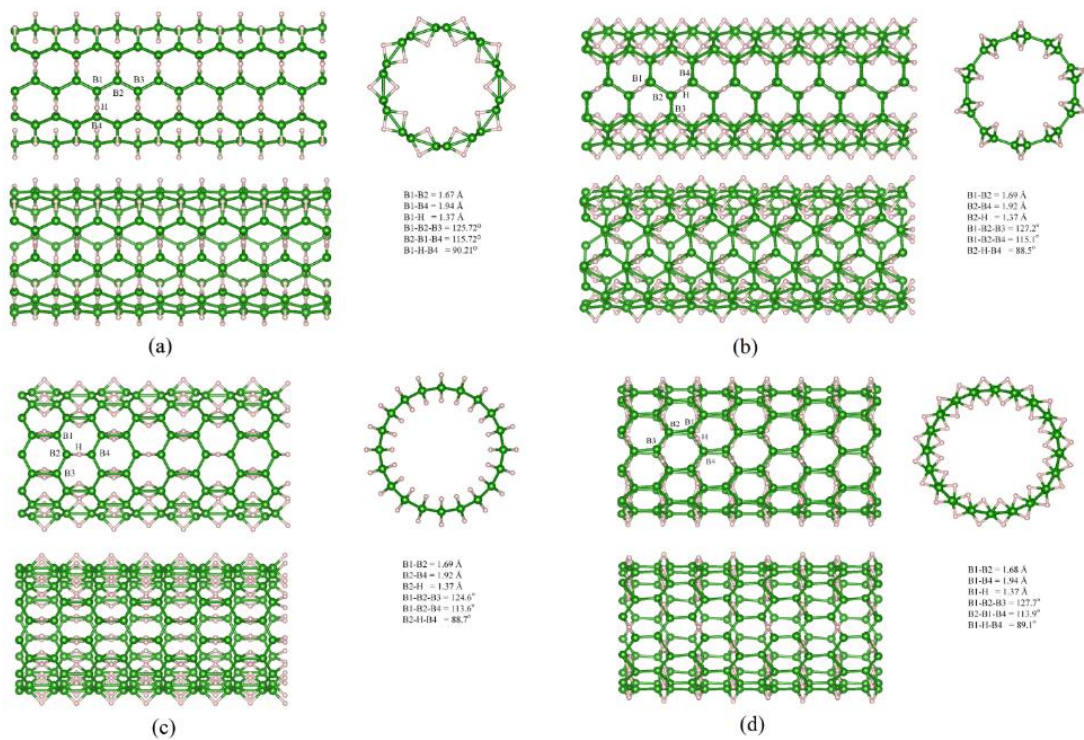 B1 B3
B2
H
B4
B1-B2 = 1.67 Å
B1-B4 = 1.94 Å
B1-H = 1.37 Å
B1-B2-B3 = 125.72°
B2-B1-B4 = 115.72°
B1-H-B4 = 90.21°
(a)
B1 B4
B2 H
B3
B1-B2 = 1.69 Å
B2-B4 = 1.92 Å
B2-H = 1.37 Å
B1-B2-B3 = 127.2°
B1-B2-B4 = 115.1°
B2-H-B4 = 88.5°
(b)
B1
H
B2 B4
B3
B1-B2 = 1.69 Å
B2-B4 = 1.92 Å
B2-H = 1.37 Å
B1-B2-B3 = 124.6°
B1-B2-B4 = 113.6°
B2-H-B4 = 88.7°
(c)
B2 B1
B3 H
B4
B1-B2 = 1.68 Å
B1-B4 = 1.94 Å
B1-H = 1.37 Å
B1-B2-B3 = 127.7°
B2-B1-B4 = 113.9°
B1-H-B4 = 89.1°
(d)